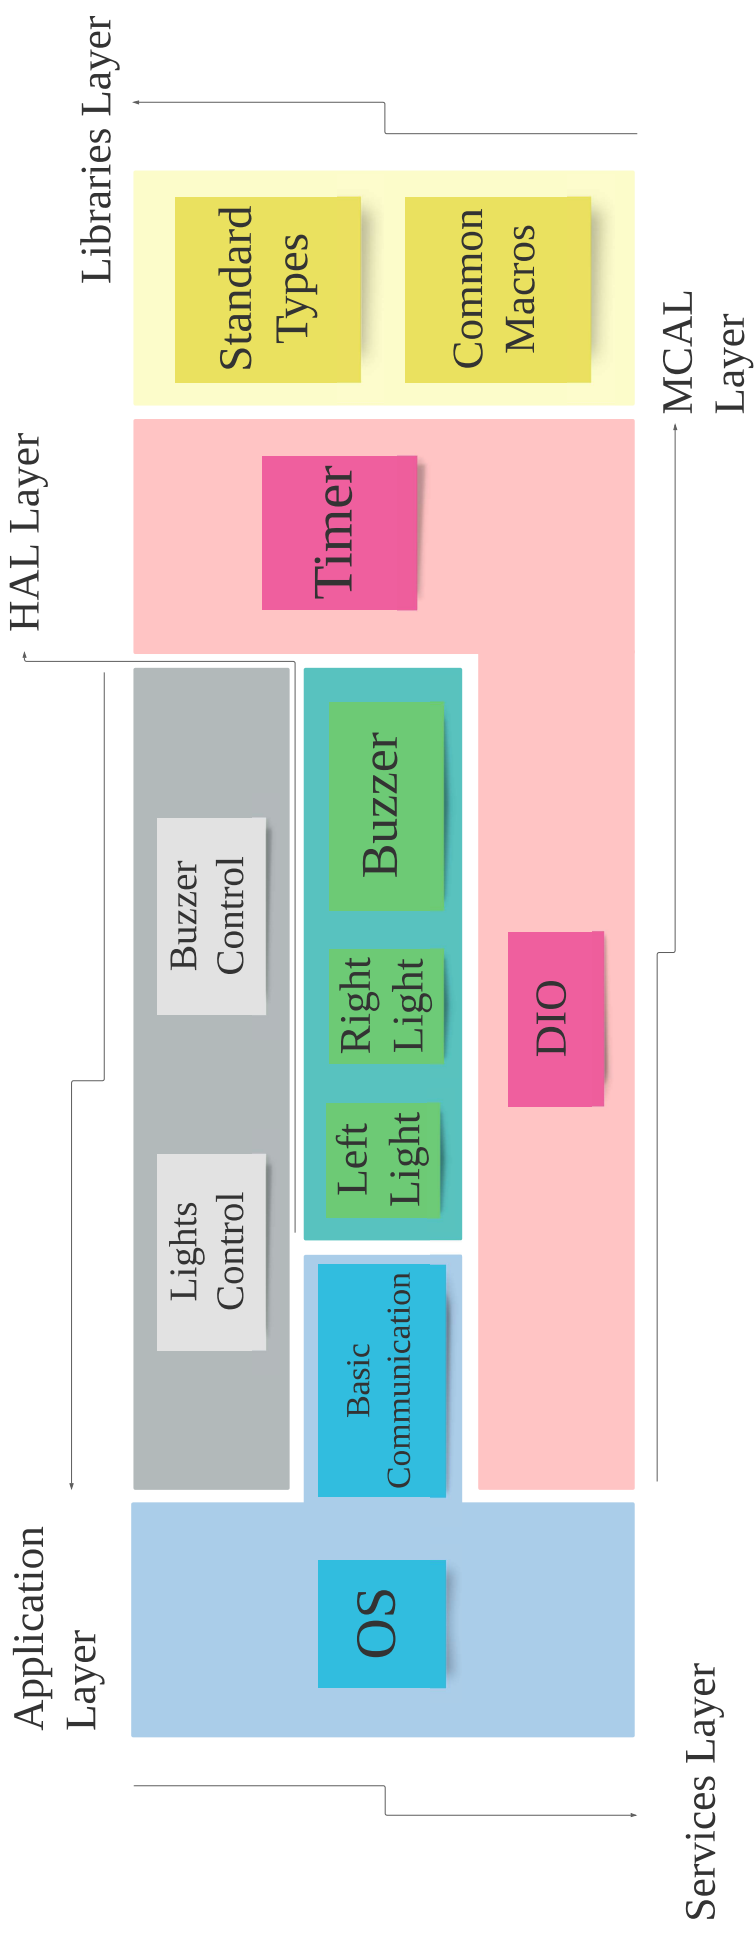 Application
Layer
HAL Layer
Libraries Layer
Lights
Control
Buzzer
Control
Standard
Types
OS
Basic
Communication
Left
Light
Right
Light
Buzzer
Timer
Common
Macros
DIO
Services Layer
MCAL
Layer